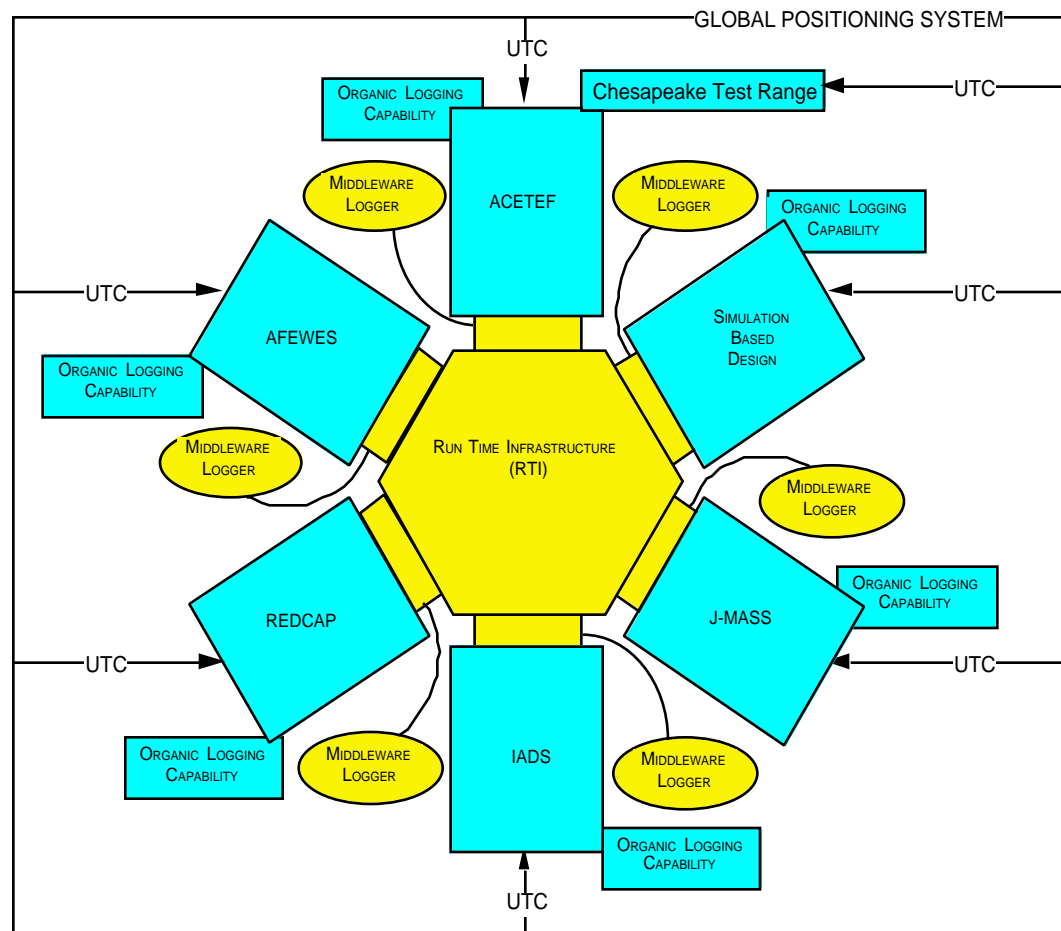 GLOBAL POSITIONING SYSTEM
UTC
Chesapeake Test Range
UTC
ORGANIC LOGGING
CAPABILITY
MIDDLEWARE
LOGGER
ACETEF
MIDDLEWARE
LOGGER
ORGANIC LOGGING
CAPABILITY
UTC
AFEWES
UTC
SIMULATION
BASED
DESIGN
ORGANIC LOGGING
CAPABILITY
MIDDLEWARE
LOGGER
RUN TIME INFRASTRUCTURE
(RTI)
MIDDLEWARE
LOGGER
REDCAP
J-MASS
ORGANIC LOGGING
CAPABILITY
UTC
UTC
ORGANIC LOGGING
CAPABILITY
MIDDLEWARE
LOGGER
IADS
MIDDLEWARE
LOGGER
ORGANIC LOGGING
CAPABILITY
UTC